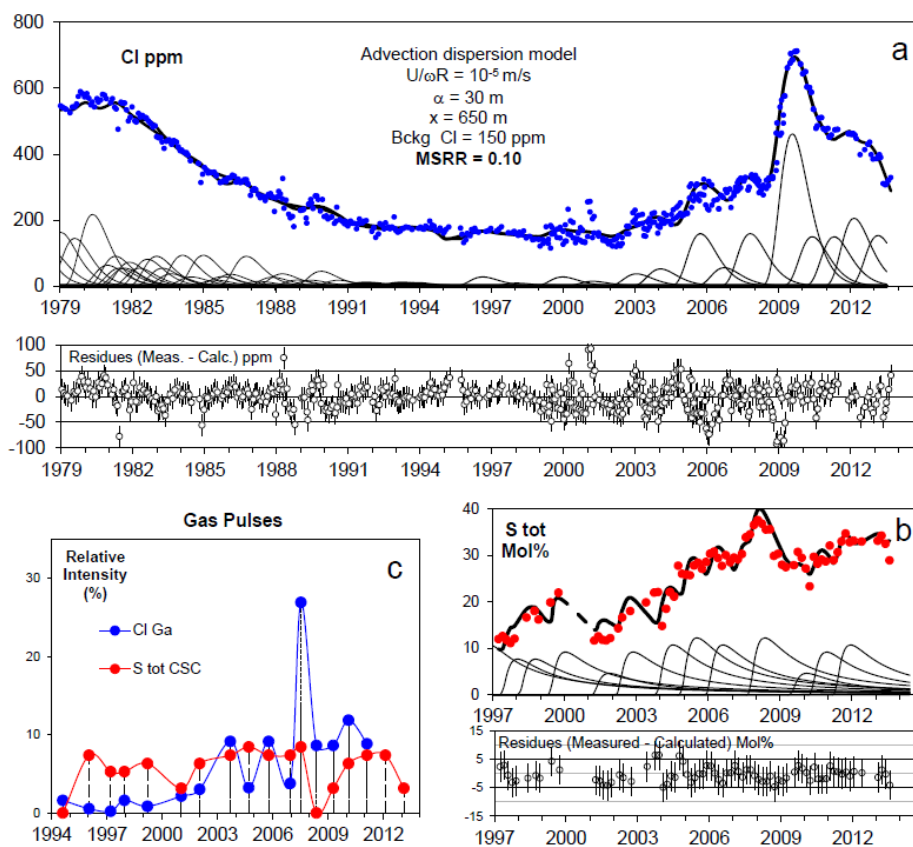 800
600
400
200
0
Cl ppm
a
Advection dispersion model
U/ωR = 10⁻⁵ m/s
α = 30 m
x = 650 m
Bckg Cl = 150 ppm
MSRR = 0.10
1979 1982 1985 1988 1991 1994 1997 2000 2003 2006 2009 2012
100
50
0
-50
-100
Residues (Meas. - Calc.) ppm
1979 1982 1985 1988 1991 1994 1997 2000 2003 2006 2009 2012
Gas Pulses
30
20
10
0
Relative
Intensity
(%)
c
Cl Ga
S tot CSC
1994 1997 2000 2003 2006 2009 2012
40
30
20
10
0
S tot
Mol%
b
1997 2000 2003 2006 2009 2012
15
5
-5
-15
Residues (Measured - Calculated) Mol%
1997 2000 2003 2006 2009 2012